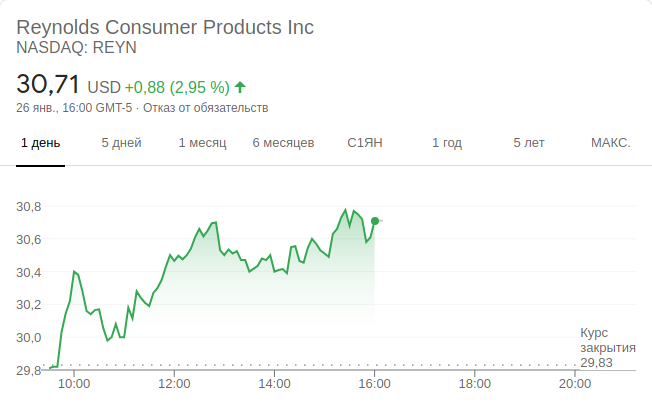 Reynolds Consumer Products Inc
NASDAQ: REYN
30,71 USD +0,88 (2,95 %)
26 янв., 16:00 GMT-5 · Отказ от обязательств
1 день 5 дней 1 месяц 6 месяцев С1ЯН 1 год 5 лет МАКС.
30,8
30,6
30,4
30,2
30,0
29,8
Курс
закрытия
29,83
10:00 12:00 14:00 16:00 18:00 20:00